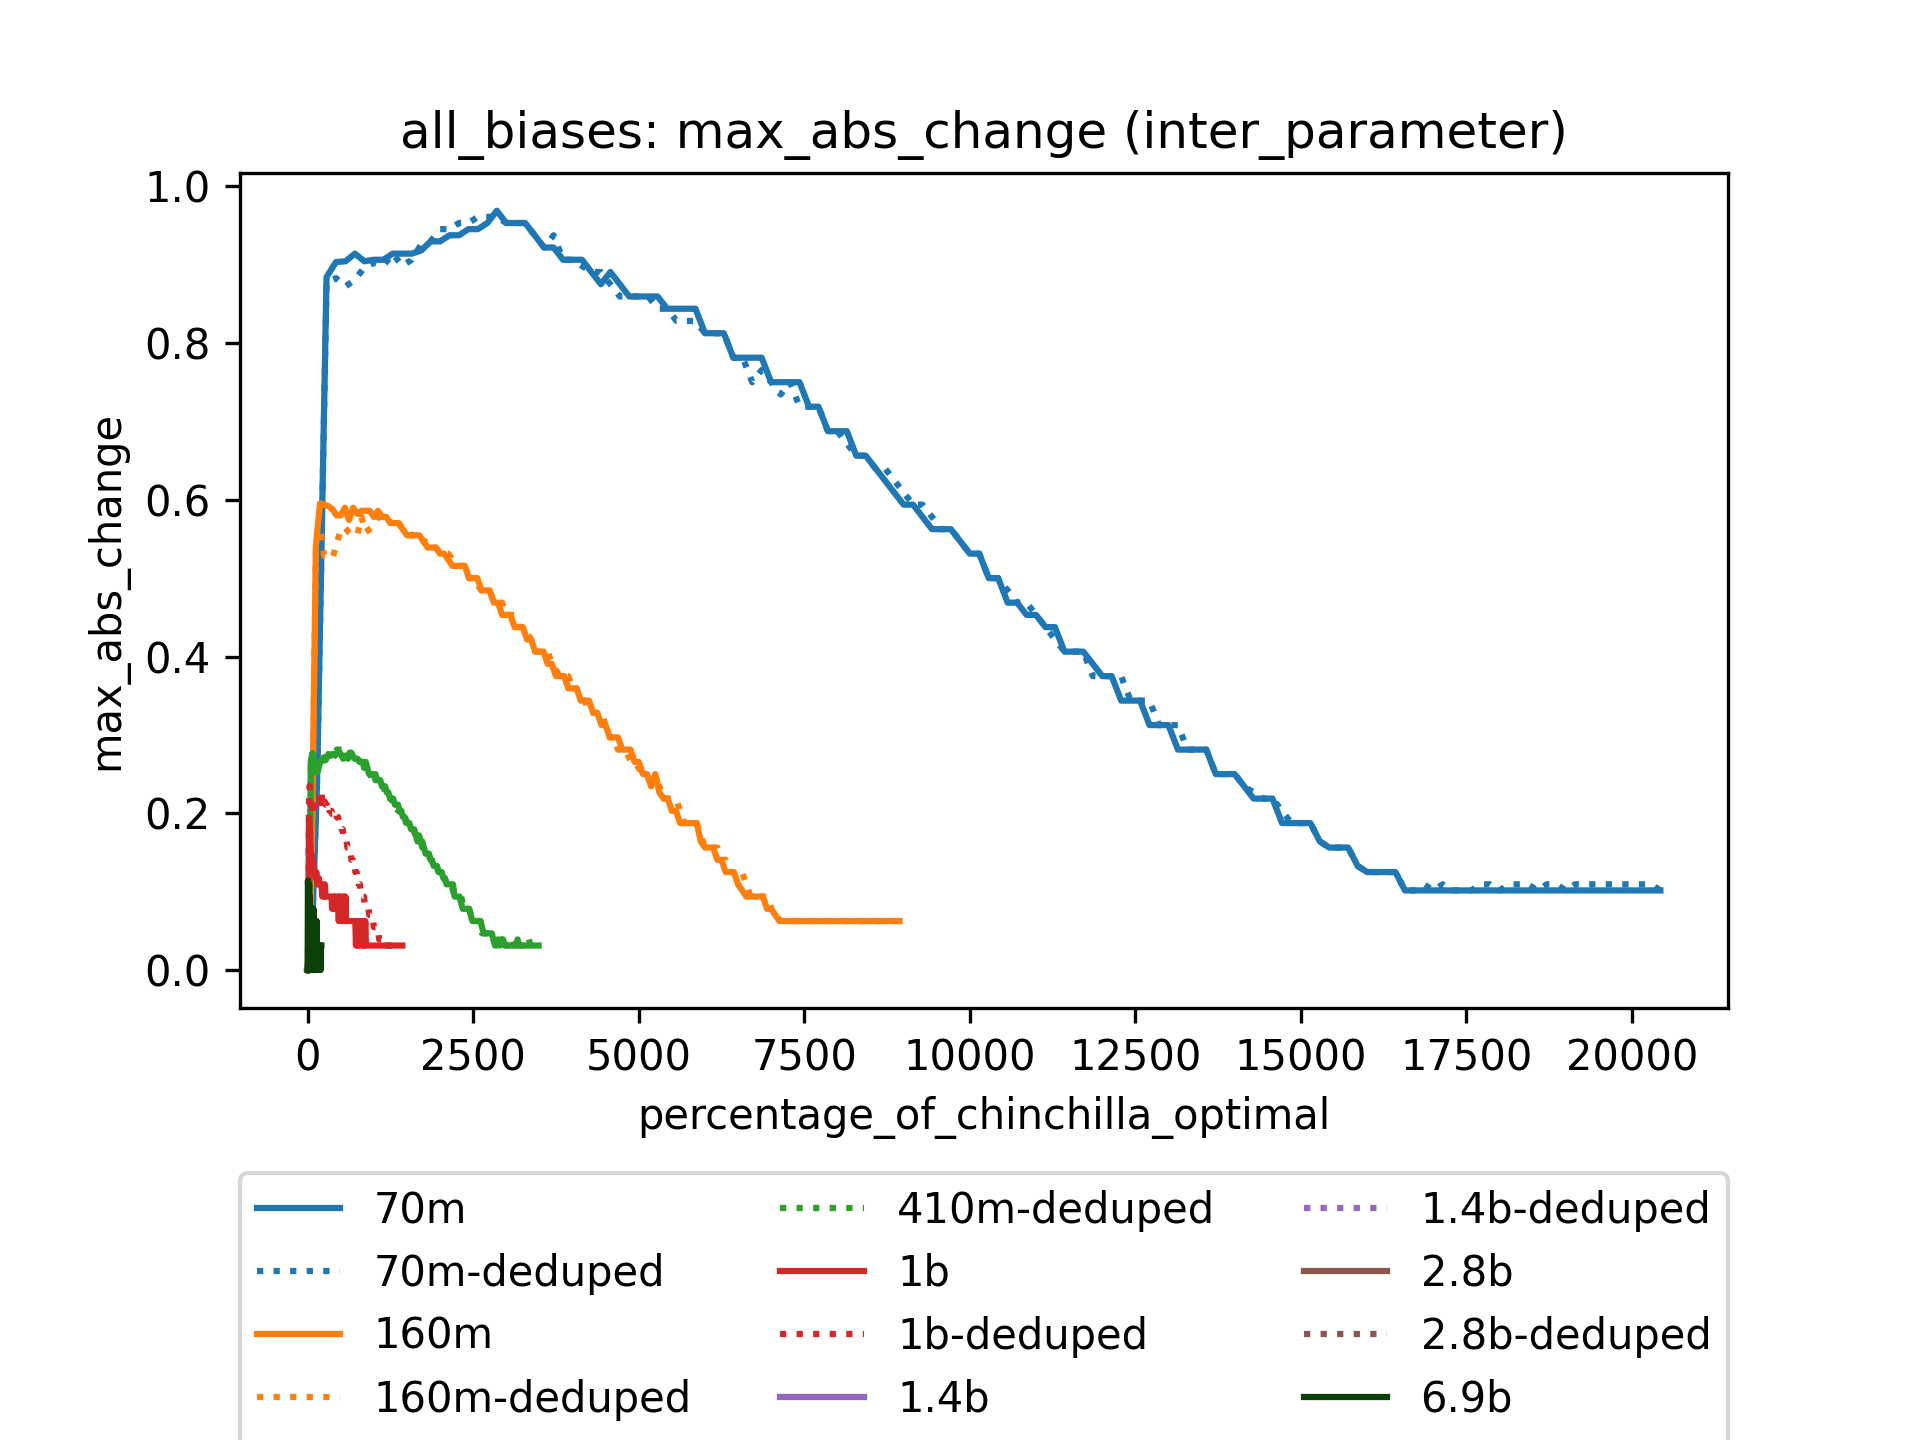 all_biases: max_abs_change (inter_parameter)
max_abs_change
1.0
0.8
0.6
0.4
0.2
0.0
0 2500 5000 7500 10000 12500 15000 17500 20000
percentage_of_chinchilla_optimal
70m
70m-deduped
160m
160m-deduped
410m-deduped
1b
1b-deduped
1.4b
1.4b-deduped
2.8b
2.8b-deduped
6.9b